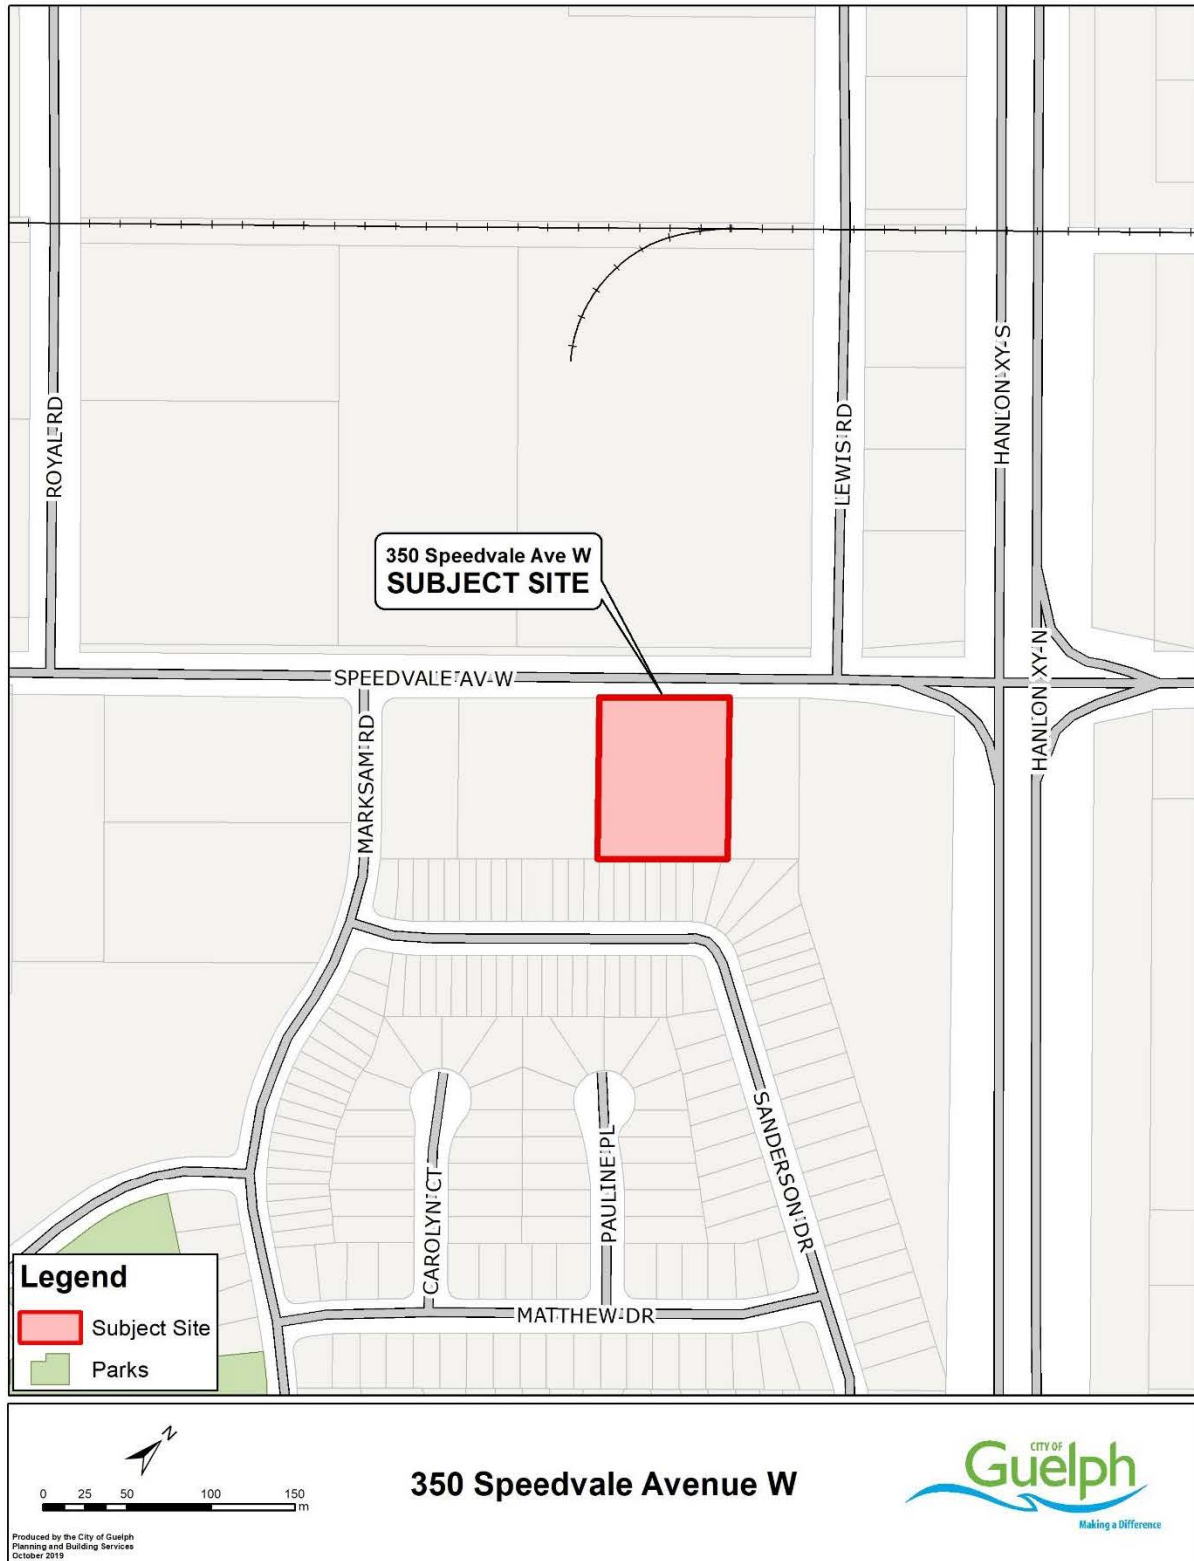 ROYAL RD
LEWIS RD
HANLON XY S
350 Speedvale Ave W
SUBJECT SITE
SPEEDVALE AV W
HANLON XY N
MARKSAM RD
SANDERSON DR
CAROLYN CT
PAULINE PL
MATTHEW DR
Legend
Subject Site
Parks
N
0 25 50 100 150
m
350 Speedvale Avenue W
CITY OF
Guelph
Making a Difference
Produced by the City of Guelph
Planning and Building Services
October 2019